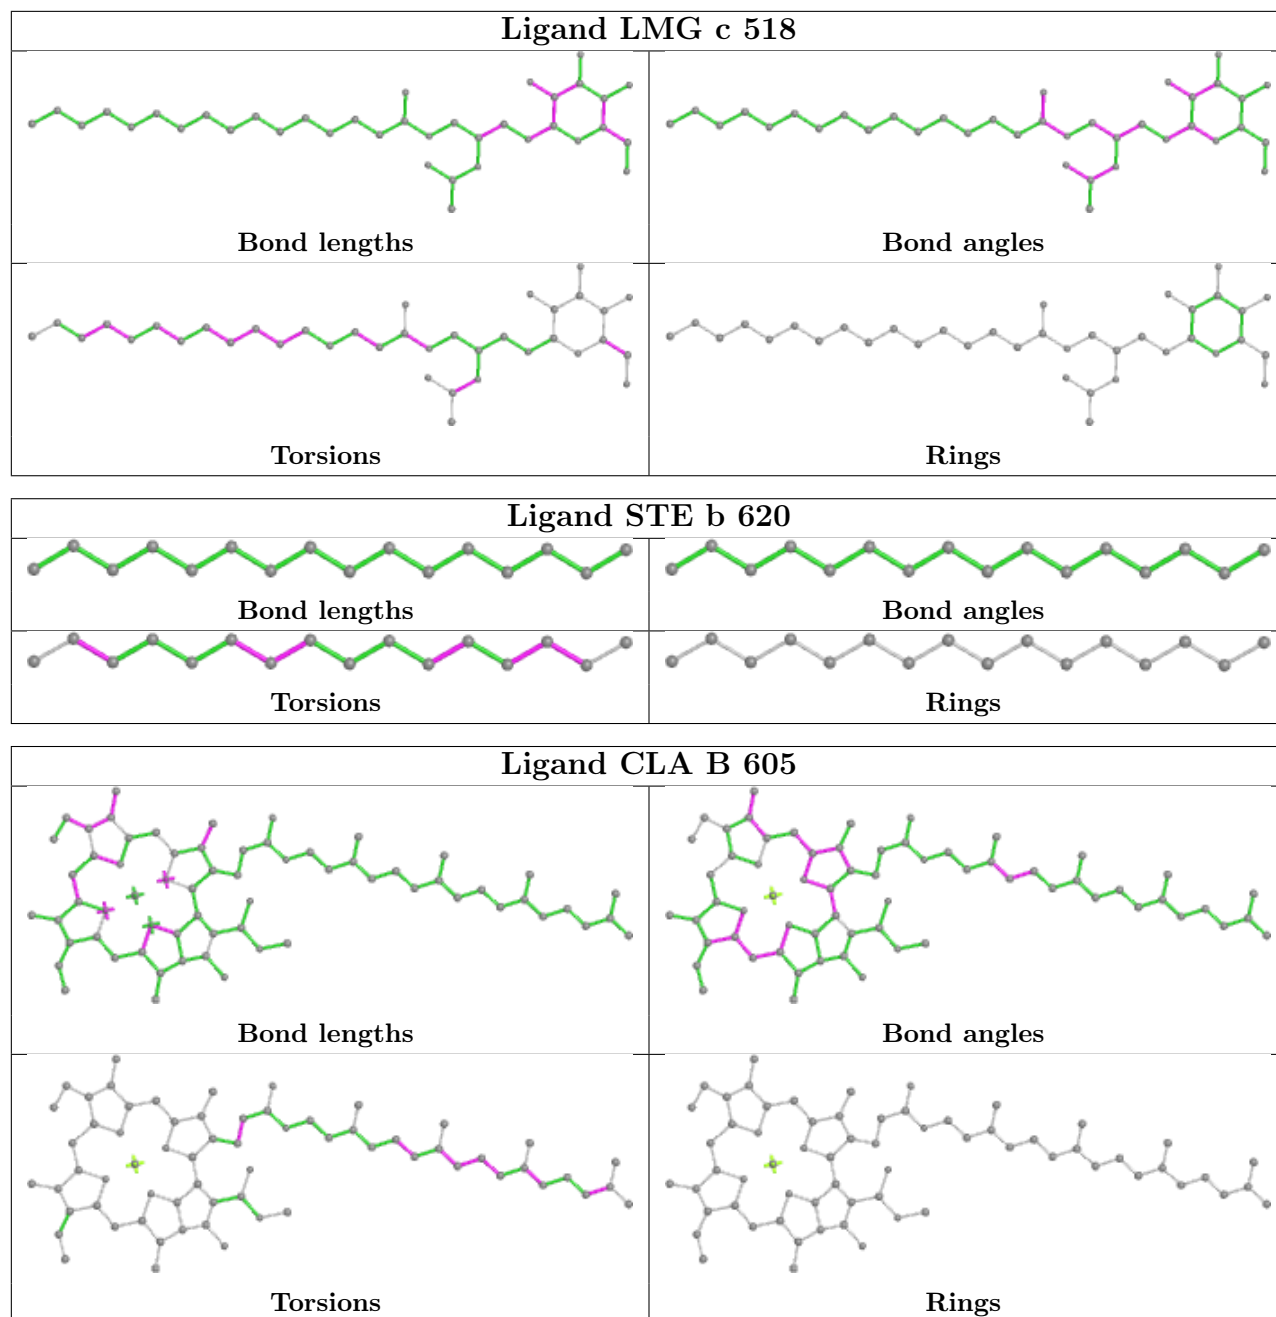 Ligand LMG c 518
Bond lengths
Bond angles
Torsions
Rings
Ligand STE b 620
Bond lengths
Bond angles
Torsions
Rings
Ligand CLA B 605
Bond lengths
Bond angles
Torsions
Rings